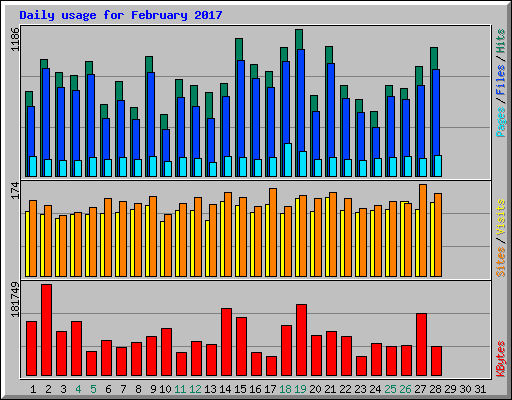 Daily usage for February 2017
1186
Pages / Files / Hits
174
Sites / Visits
181749
KBytes
1 2 3 4 5 6 7 8 9 10 11 12 13 14 15 16 17 18 19 20 21 22 23 24 25 26 27 28 29 30 31